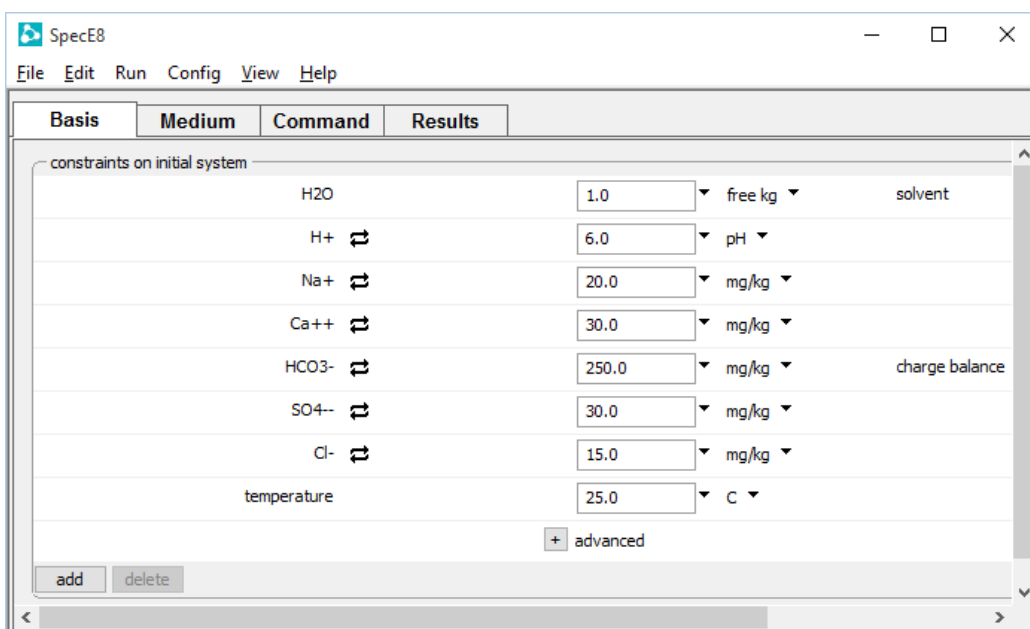 SpecE8
File Edit Run Config View Help
Basis Medium Command Results
constraints on initial system
H2O 1.0 free kg solvent
H+ 6.0 pH
Na+ 20.0 mg/kg
Ca++ 30.0 mg/kg
HCO3- 250.0 mg/kg charge balance
SO4-- 30.0 mg/kg
Cl- 15.0 mg/kg
temperature 25.0 C
+ advanced
add delete